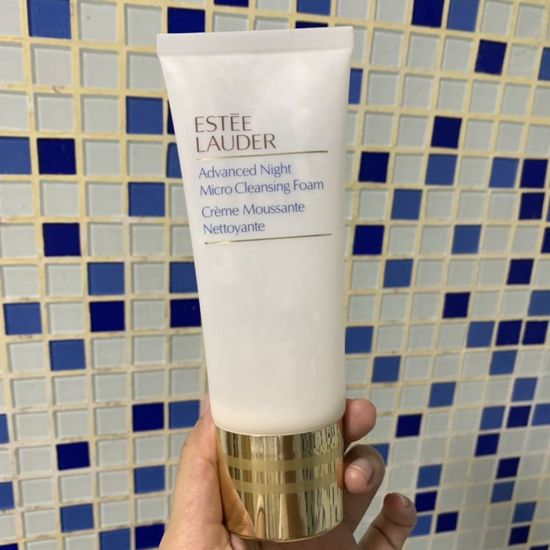 ESTĒE
LAUDER
Advanced Night
Micro Cleansing Foam
Crème Moussante
Nettoyante